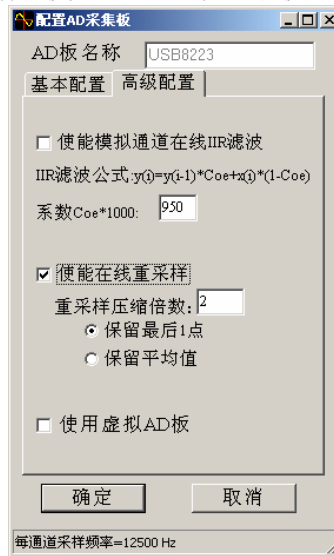 配置AD采集板
AD板名称 USB8223
基本配置 高级配置
使能模拟通道在线IIR滤波
IIR滤波公式:y(i)=y(i-1)*Coe+x(i)*(1-Coe)
系数Coe*1000: 950
使能在线重采样
重采样压缩倍数: 2
保留最后1点
保留平均值
使用虚拟AD板
确定 取消
每通道采样频率=12500 Hz